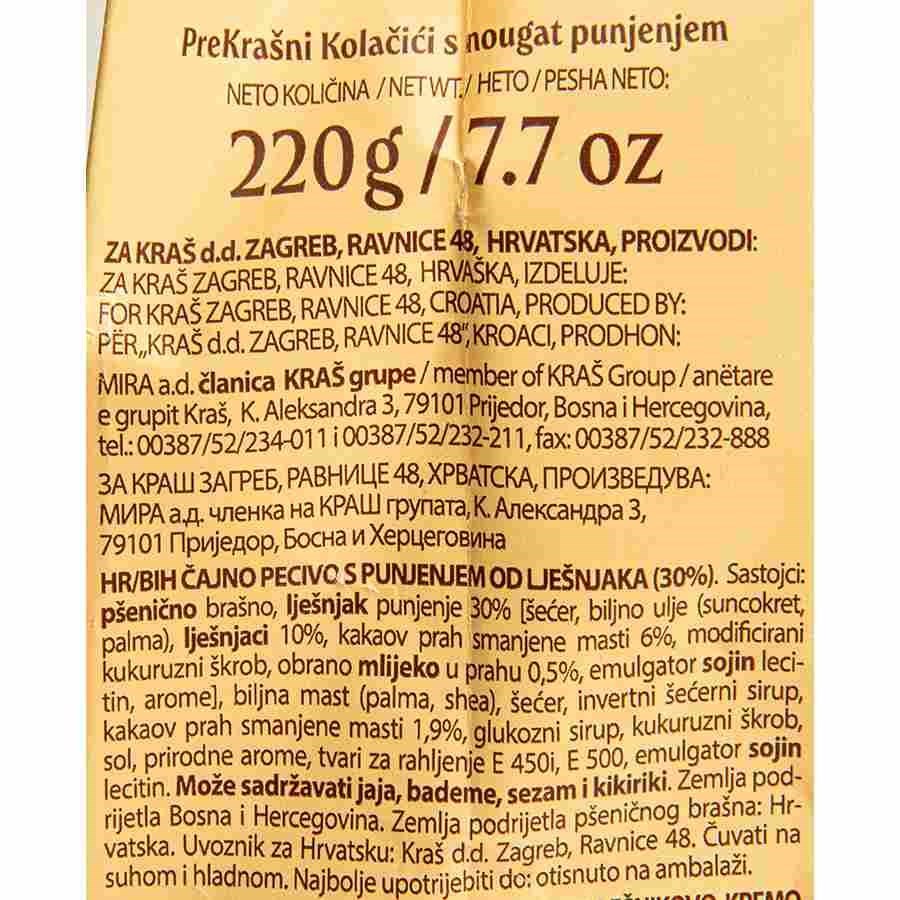 PreKrašni Kolačići s nougat punjenjem
NETO KOLIČINA / NET WT. / НЕТО / PESHA NETO:
220 g / 7.7 oz
ZA KRAŠ d.d. ZAGREB, RAVNICE 48, HRVATSKA, PROIZVODI:
ZA KRAŠ ZAGREB, RAVNICE 48, HRVAŠKA, IZDELUJE:
FOR KRAŠ ZAGREB, RAVNICE 48, CROATIA, PRODUCED BY:
PËR „KRAŠ d.d. ZAGREB, RAVNICE 48", KROACI, PRODHON:
MIRA a.d. članica KRAŠ grupe / member of KRAŠ Group / anëtare
e grupit Kraš, K. Aleksandra 3, 79101 Prijedor, Bosna i Hercegovina,
tel.: 00387/52/234-011 i 00387/52/232-211, fax: 00387/52/232-888
ЗА КРАШ ЗАГРЕБ, РАВНИЦЕ 48, ХРВАТСКА, ПРОИЗВЕДУВА:
МИРА а.д. членка на КРАШ групата, К. Александра 3,
79101 Приједор, Босна и Херцеговина
HR/BIH ČAJNO PECIVO S PUNJENJEM OD LJEŠNJAKA (30%). Sastojci:
pšenično brašno, lješnjak punjenje 30% [šećer, biljno ulje (suncokret,
palma), lješnjaci 10%, kakaov prah smanjene masti 6%, modificirani
kukuruzni škrob, obrano mlijeko u prahu 0,5%, emulgator sojin leci-
tin, arome], biljna mast (palma, shea), šećer, invertni šećerni sirup,
kakaov prah smanjene masti 1,9%, glukozni sirup, kukuruzni škrob,
sol, prirodne arome, tvari za rahljenje E 450i, E 500, emulgator sojin
lecitin. Može sadržavati jaja, bademe, sezam i kikiriki. Zemlja pod-
rijetla Bosna i Hercegovina. Zemlja podrijetla pšeničnog brašna: Hr-
vatska. Uvoznik za Hrvatsku: Kraš d.d. Zagreb, Ravnice 48. Čuvati na
suhom i hladnom. Najbolje upotrijebiti do: otisnuto na ambalaži.